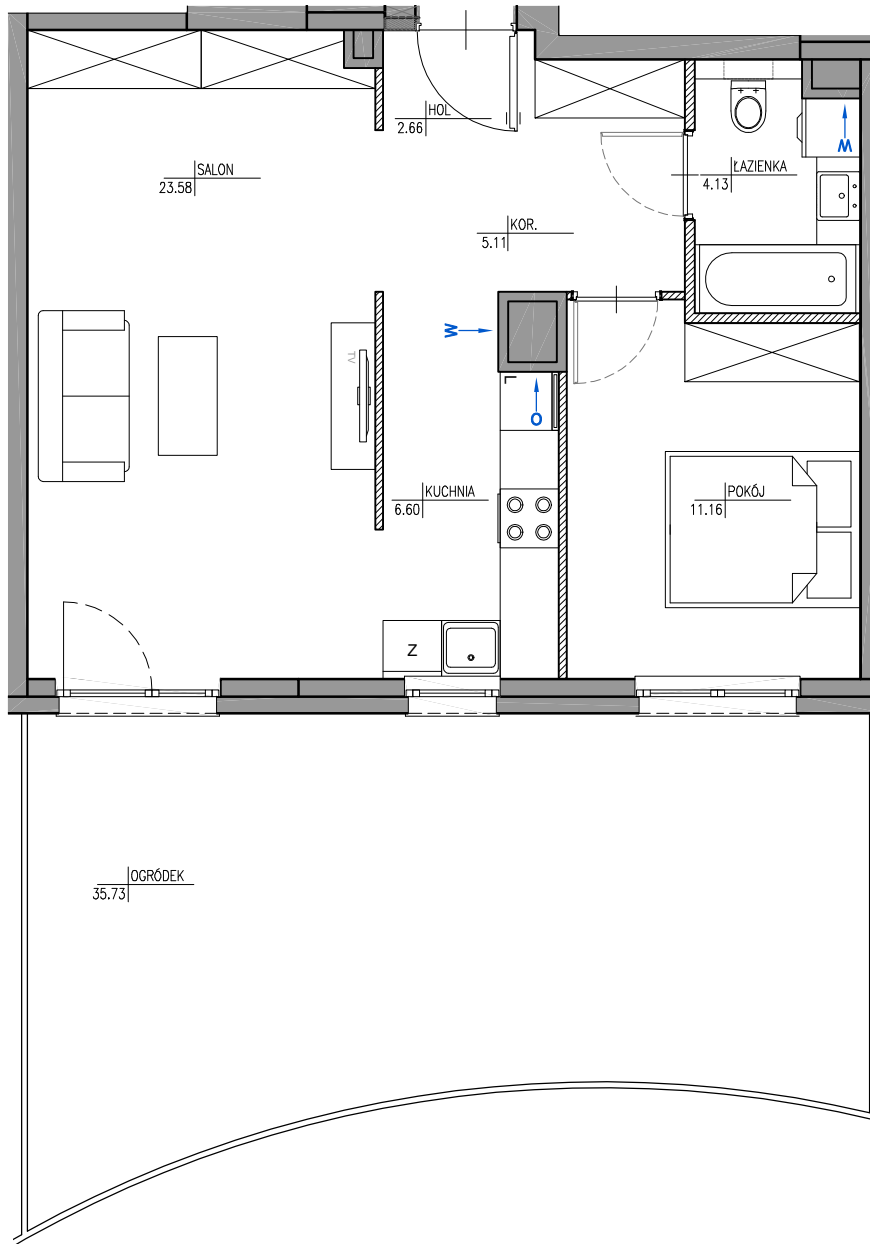 HOL
2.66
SALON
23.58
ŁAZIENKA
4.13
W
KOR.
5.11
W
TV
L
O
KUCHNIA
6.60
POKÓJ
11.16
Z
OGRÓDEK
35.73